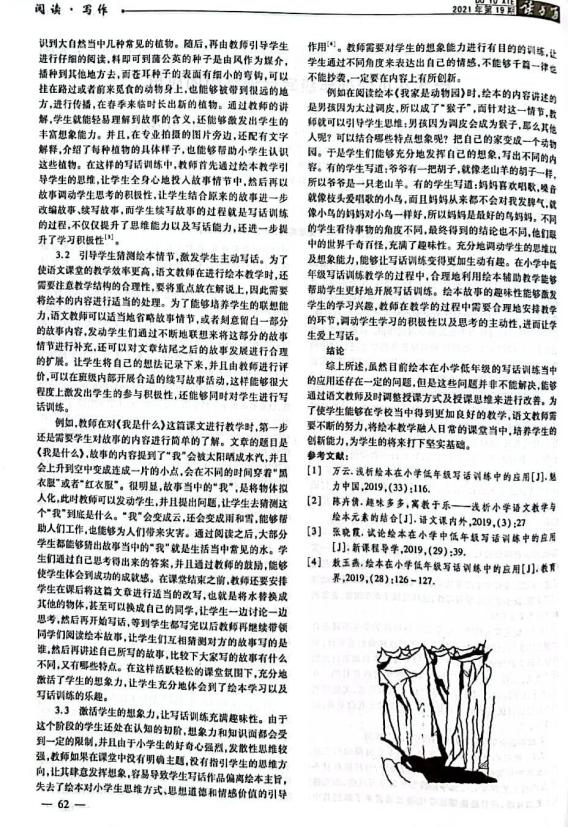 阅读·写作
DU YU XIE
2021年第19期
读与写
识到大自然当中几种常见的植物。随后,再由教师引导学生
进行仔细的阅读,料即可到蒲公英的种子是由风作为媒介,
播种到其他地方去,而苍耳种子的表面有细小的弯钩,可以
挂在路过或者前来觅食的动物身上,也能够被带到很远的地
方,进行传播,在春季来临时长出新的植物。通过教师的讲
解,学生就能轻易理解到故事的含义,还能够激发出学生的
丰富想象能力。并且,在专业拍摄的图片旁边,还配有文字
解释,介绍了每种植物的具体样子,也能够帮助小学生认识
这些植物。在这样的写话训练中,教师首先通过绘本教学引
导学生的思维,让学生全身心地投入故事情节中,然后再以
故事调动学生思考的积极性,让学生结合原来的故事进一步
改编故事、续写故事,而学生续写故事的过程就是写话训练
的过程,不仅仅提升了思维能力以及写话能力,还进一步提
升了学习积极性[3]。
3.2 引导学生猜测绘本情节,激发学生主动写话。为了
使语文课堂的教学效率更高,语文教师在进行绘本教学时,还
需要注意教学结构的合理性,要将重点放在解说上,因此需要
将绘本的内容进行适当的处理。为了能够培养学生的联想能
力,语文教师可以适当地省略故事情节,或者刻意留白一部分
的故事内容,发动学生们通过不断地联想来将这部分的故事
情节进行补充,还可以对文章结尾之后的故事发展进行合理
的扩展。让学生将自己的想法记录下来,并且由教师进行评
价,可以在班级内部开展合适的续写故事活动,这样能够很大
程度上激发出学生的参与积极性,还能够同时对学生进行写
话训练。
例如,教师在对《我是什么》这篇课文进行教学时,第一步
还是需要学生对故事的内容进行简单的了解。文章的题目是
《我是什么》,故事的内容提到了“我”会被太阳晒成水汽,并且
会上升到空中变成连成一片的小点,会在不同的时间穿着“黑
衣服”或者“红衣服”。很明显,故事当中的“我”,是将物体拟
人化,此时教师可以发动学生,并且提出问题,让学生去猜测这
个“我”到底是什么。“我”会变成云,还会变成雨和雪,能够帮
助人们工作,也能够为人们带来灾害。通过阅读之后,大部分
学生都能够猜出故事当中的“我”就是生活当中常见的水。学
生们通过自己思考得出来的答案,并且通过教师的鼓励,能够
使学生体会到成功的成就感。在课堂结束之前,教师还要安排
学生在课后将这篇文章进行适当的改写,也就是将水替换成
其他的物体,甚至可以换成自己的同学,让学生一边讨论一边
思考,然后再开始写话,等到学生都写完以后教师再继续带领
同学们阅读绘本故事,让学生们互相猜测对方的故事写的是
谁,然后再讲述自己所写的故事,比较下大家写的故事有什么
不同,又有哪些特点。在这样活跃轻松的课堂氛围下,充分地
激活了学生的想象力,让学生充分地体会到了绘本学习以及
写话训练的乐趣。
3.3 激活学生的想象力,让写话训练充满趣味性。由于
这个阶段的学生还处在认知的初阶,想象力和知识面都会受
到一定的限制,并且由于小学生的好奇心强烈,发散性思维较
强,教师如果在课堂中没有明确主题,没有指引学生的思维方
向,让其肆意发挥想象,容易导致学生写话作品偏离绘本主旨,
失去了绘本对小学生思维方式、思想道德和情感价值的引导
— 62 —
作用[4]。教师需要对学生的想象能力进行有目的的训练,让
学生通过不同角度来表达出自己的情感,不能够千篇一律也
不能抄袭,一定要在内容上有所创新。
例如在阅读绘本《我家是动物园》时,绘本的内容讲述的
是男孩因为太过调皮,所以成了“猴子”,而针对这一情节,教
师就可以引导学生思维:男孩因为调皮会成为猴子,那么其他
人呢?可以结合哪些特点想象呢?把自己的家变成一个动物
园。于是学生们能够充分地发挥自己的想象,写出不同的内
容。有的学生写道:爷爷有一把胡子,就像老山羊的胡子一样,
所以爷爷是一只老山羊。有的学生写道:妈妈喜欢唱歌,嗓音
就像枝头爱唱歌的小鸟,而且妈妈从来都不会对我发脾气,就
像小鸟的妈妈对小鸟一样好,所以妈妈是最好的鸟妈妈。不同
的学生看待事物的角度不同,最终得到的结论也不同,他们眼
中的世界千奇百怪,充满了趣味性。充分地调动学生的思维以
及想象能力,能够让写话训练变得更加生动有趣。在小学中低
年级写话训练教学的过程中,合理地利用绘本辅助教学能够
帮助学生更好地开展写话训练。绘本故事的趣味性能够激发
学生的学习兴趣,教师在教学的过程中需要合理地安排教学
的环节,调动学生学习的积极性以及思考的主动性,进而让学
生爱上写话。
结论
综上所述,虽然目前绘本在小学低年级的写话训练当中
的应用还存在一定的问题,但是这些问题并非不能解决,能够
通过语文教师及时调整授课方式及授课思维来进行改善。为
了使学生能够在学校当中得到更加良好的教学,语文教师需
要不断的努力,将绘本教学融入日常的课堂当中,培养学生的
创新能力,为学生的将来打下坚实基础。
参考文献:
[1] 万云.浅析绘本在小学低年级写话训练中的应用[J].魅
力中国,2019,(33):116.
[2] 陈卉倩.趣味多多,寓教于乐——浅析小学语文教学与
绘本元素的结合[J].语文课内外,2019,(3):27
[3] 张晓霞.试论绘本在小学中低年级写话训练中的应用
[J].新课程导学,2019,(29):39.
[4] 敖玉燕.绘本在小学低年级写话训练中的应用[J].教育
界,2019,(28):126-127.